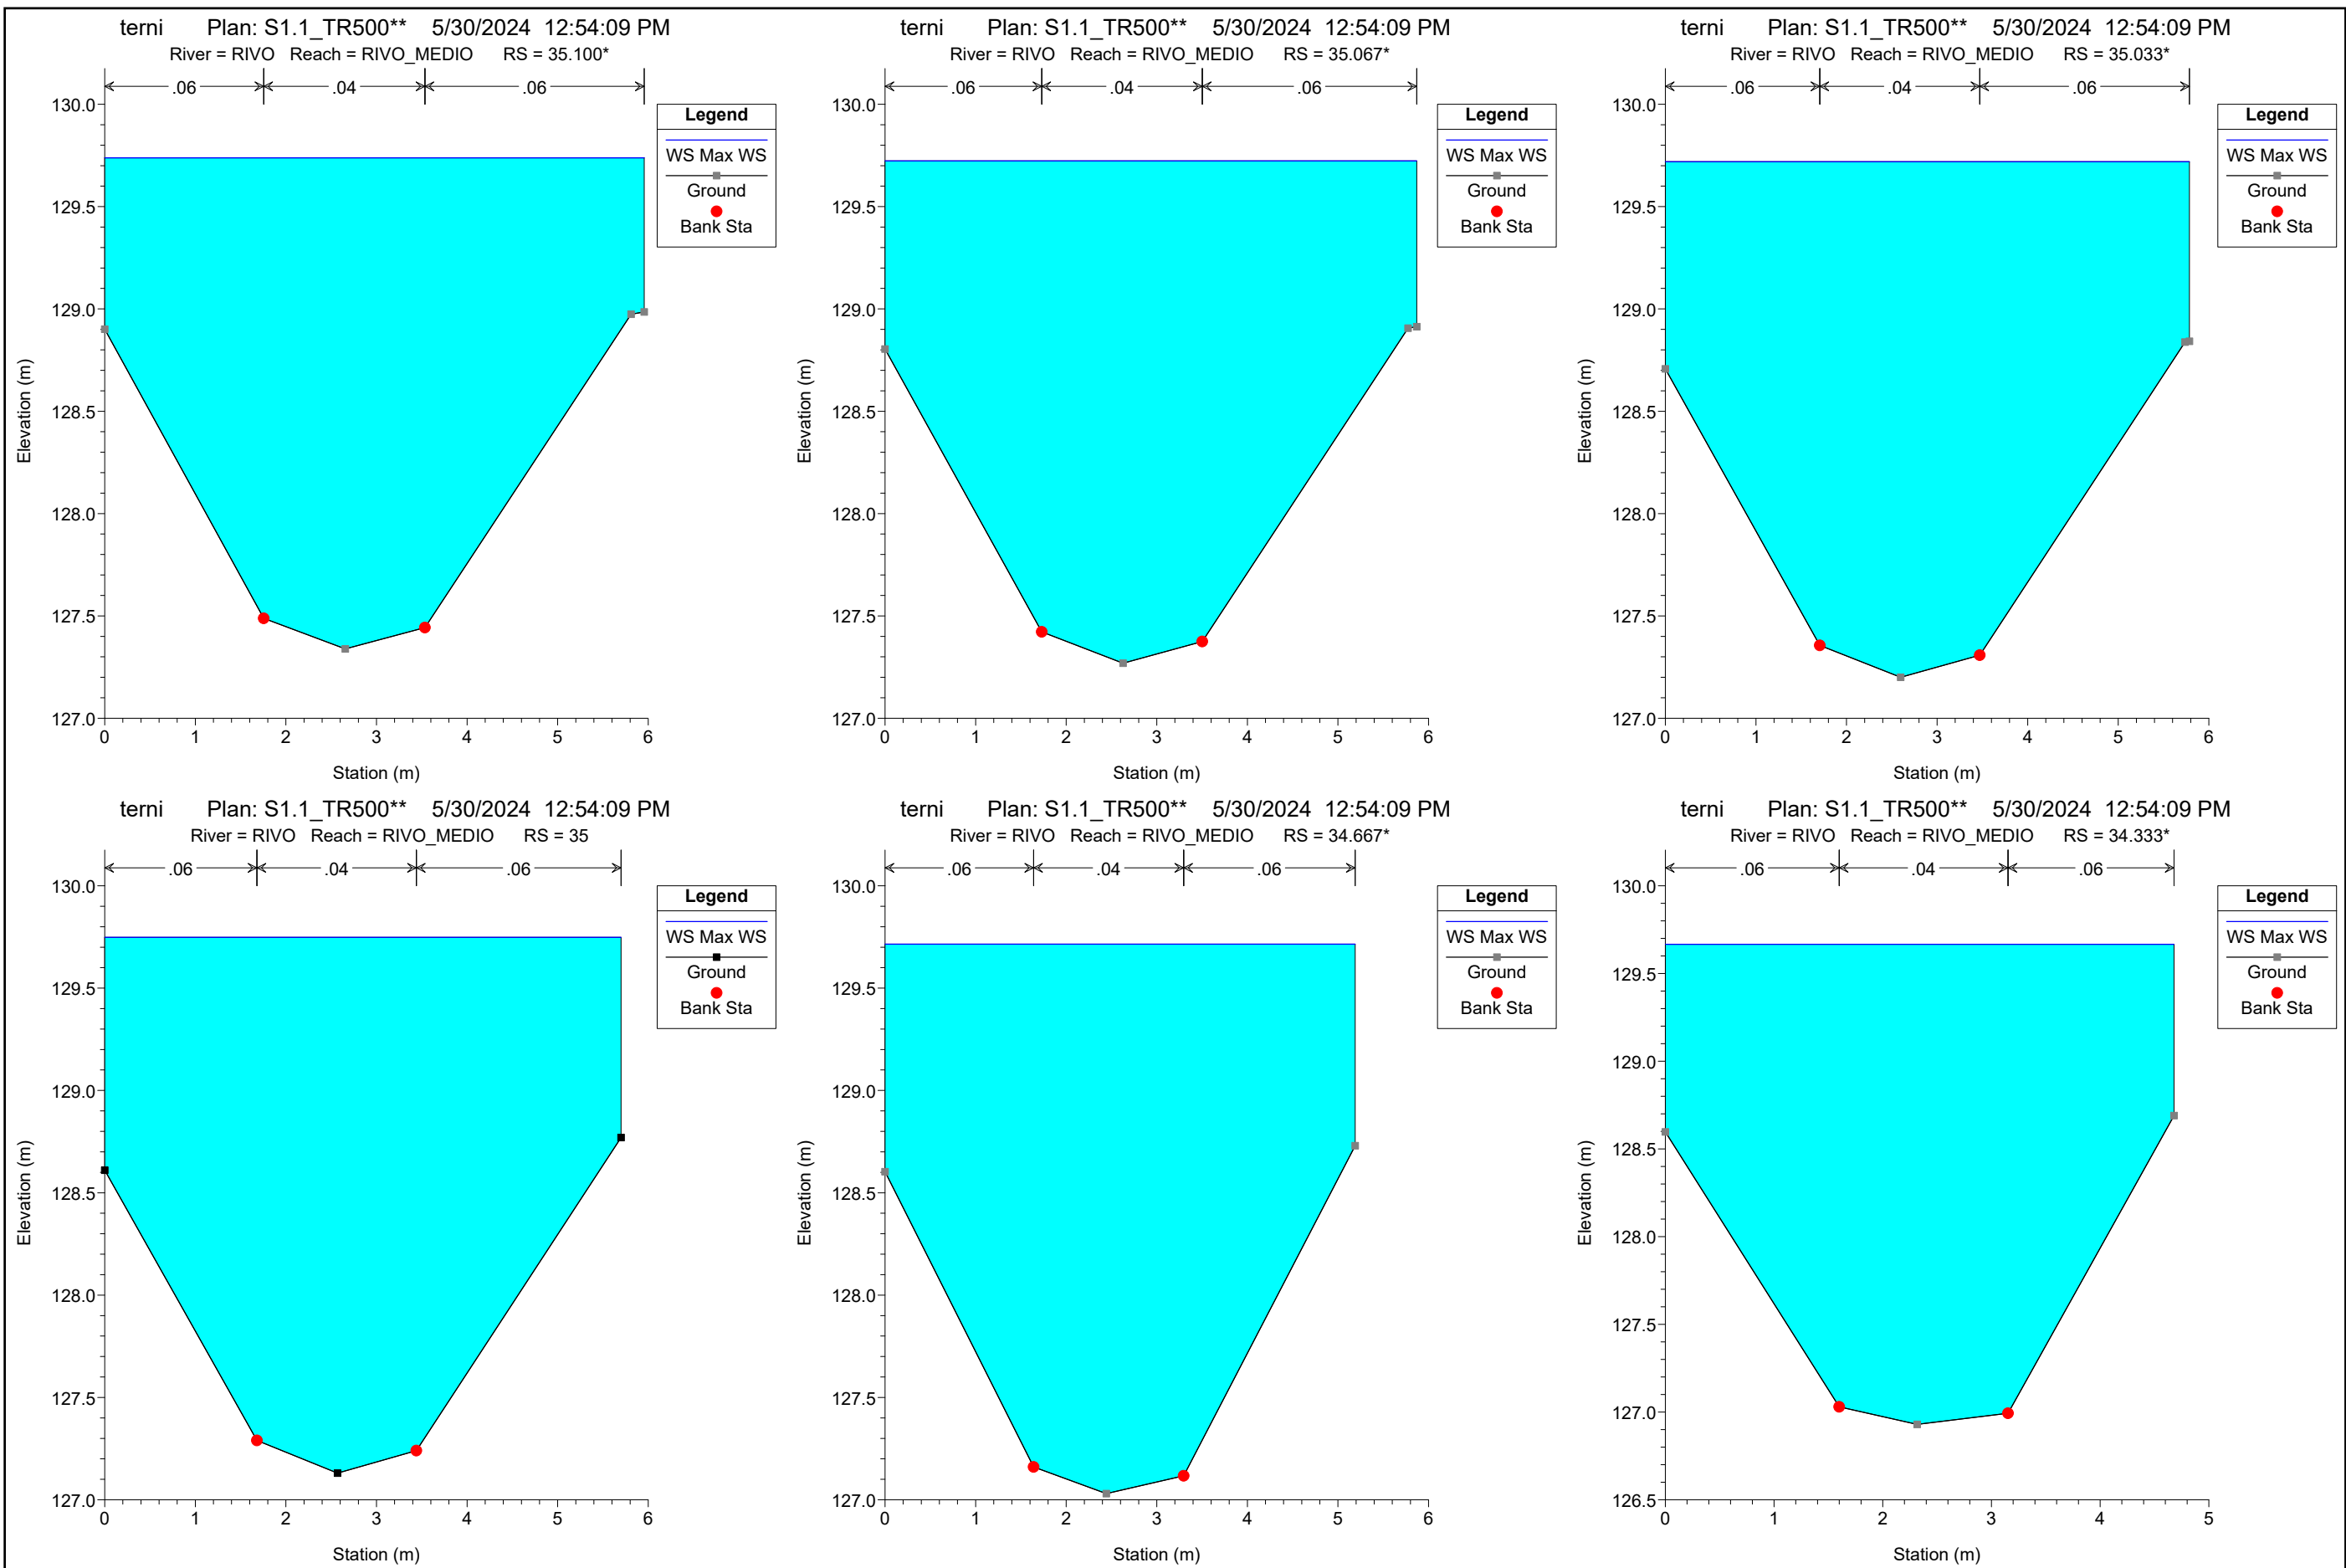 terni Plan: S1.1_TR500** 5/30/2024 12:54:09 PM
River = RIVO Reach = RIVO_MEDIO RS = 35.100*
.06 .04 .06
130.0
129.5
129.0
128.5
128.0
127.5
127.0
0 1 2 3 4 5 6
Station (m)
Elevation (m)
Legend
WS Max WS
Ground
Bank Sta
terni Plan: S1.1_TR500** 5/30/2024 12:54:09 PM
River = RIVO Reach = RIVO_MEDIO RS = 35.067*
.06 .04 .06
130.0
129.5
129.0
128.5
128.0
127.5
127.0
0 1 2 3 4 5 6
Station (m)
Elevation (m)
Legend
WS Max WS
Ground
Bank Sta
terni Plan: S1.1_TR500** 5/30/2024 12:54:09 PM
River = RIVO Reach = RIVO_MEDIO RS = 35.033*
.06 .04 .06
130.0
129.5
129.0
128.5
128.0
127.5
127.0
0 1 2 3 4 5 6
Station (m)
Elevation (m)
Legend
WS Max WS
Ground
Bank Sta
terni Plan: S1.1_TR500** 5/30/2024 12:54:09 PM
River = RIVO Reach = RIVO_MEDIO RS = 35
.06 .04 .06
130.0
129.5
129.0
128.5
128.0
127.5
127.0
0 1 2 3 4 5 6
Station (m)
Elevation (m)
Legend
WS Max WS
Ground
Bank Sta
terni Plan: S1.1_TR500** 5/30/2024 12:54:09 PM
River = RIVO Reach = RIVO_MEDIO RS = 34.667*
.06 .04 .06
130.0
129.5
129.0
128.5
128.0
127.5
127.0
0 1 2 3 4 5 6
Station (m)
Elevation (m)
Legend
WS Max WS
Ground
Bank Sta
terni Plan: S1.1_TR500** 5/30/2024 12:54:09 PM
River = RIVO Reach = RIVO_MEDIO RS = 34.333*
.06 .04 .06
130.0
129.5
129.0
128.5
128.0
127.5
127.0
126.5
0 1 2 3 4 5
Station (m)
Elevation (m)
Legend
WS Max WS
Ground
Bank Sta